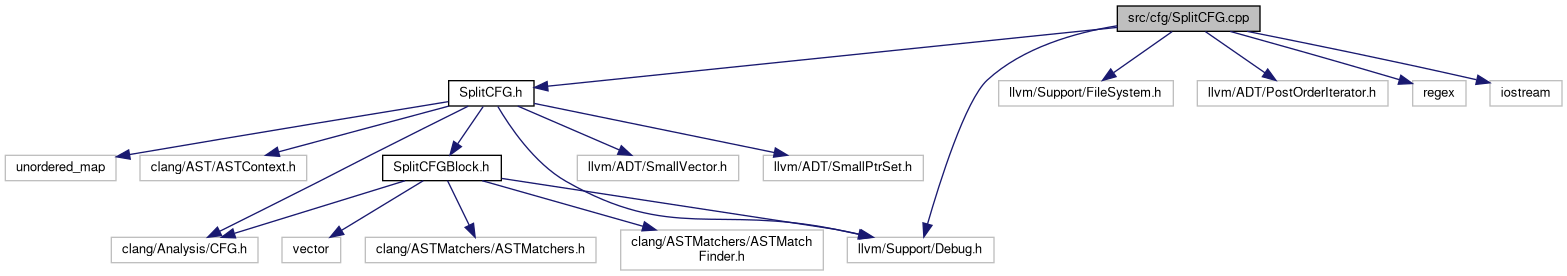 src/cfg/SplitCFG.cpp
SplitCFG.h
llvm/Support/FileSystem.h
llvm/ADT/PostOrderIterator.h
regex
iostream
unordered_map
clang/AST/ASTContext.h
SplitCFGBlock.h
llvm/ADT/SmallVector.h
llvm/ADT/SmallPtrSet.h
clang/Analysis/CFG.h
vector
clang/ASTMatchers/ASTMatchers.h
clang/ASTMatchers/ASTMatch
Finder.h
llvm/Support/Debug.h